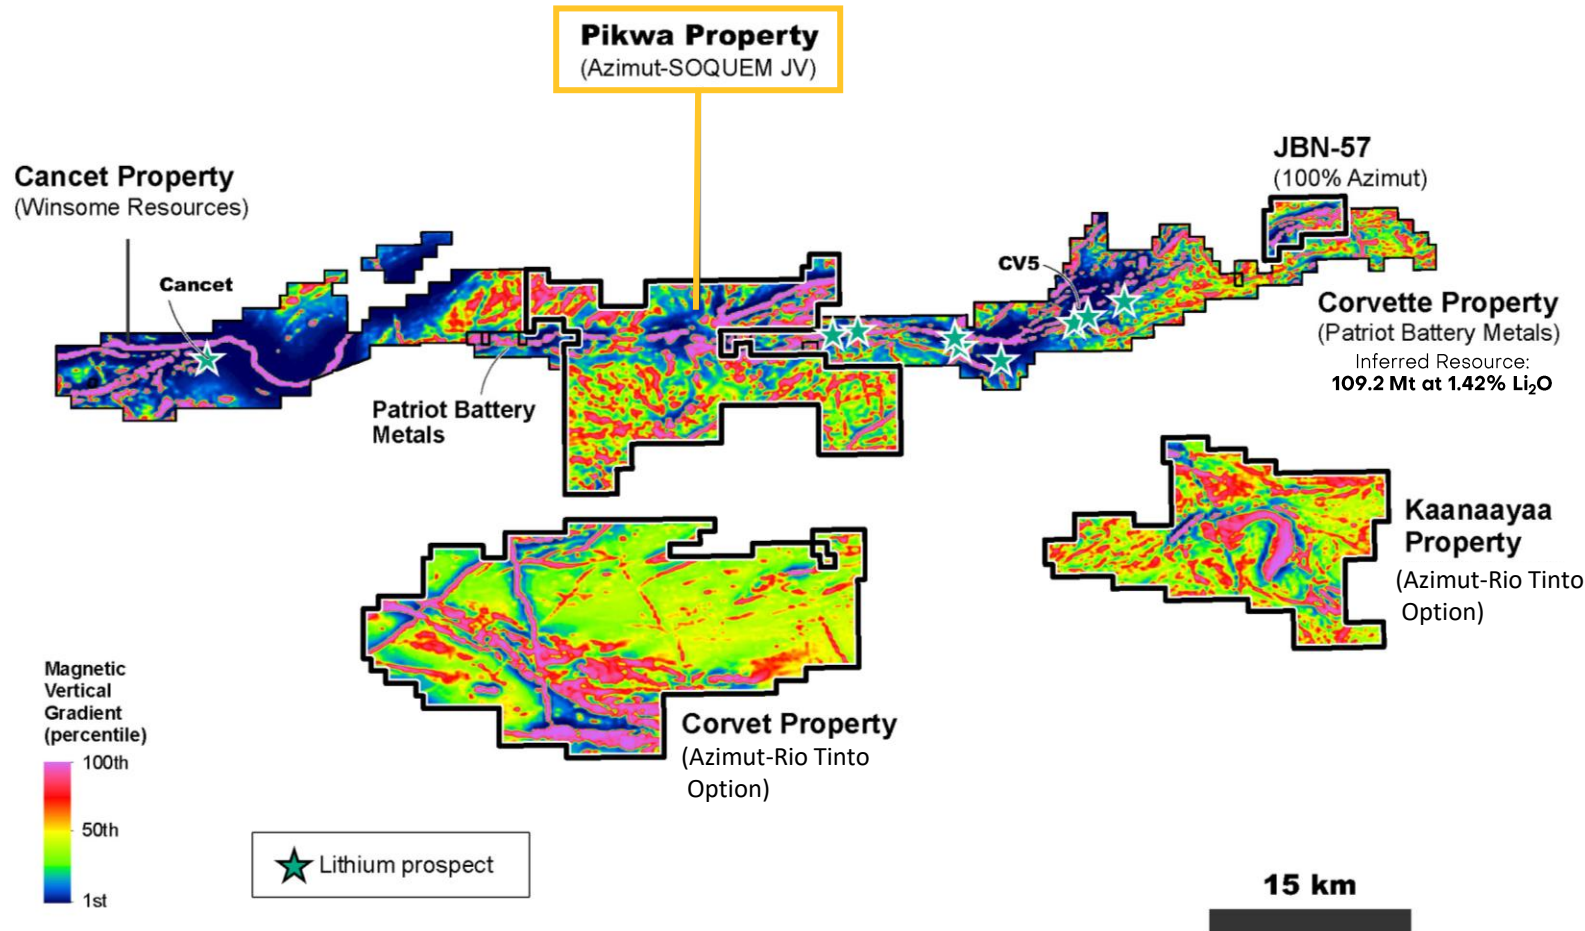 Pikwa Property
(Azimut-SOQUEM JV)
Cancet Property
(Winsome Resources)
Cancet
JBN-57
(100% Azimut)
CV5
Corvette Property
(Patriot Battery Metals)
Inferred Resource:
109.2 Mt at 1.42% Li₂O
Patriot Battery
Metals
Kaanaayaa
Property
(Azimut-Rio Tinto
Option)
Corvet Property
(Azimut-Rio Tinto
Option)
Magnetic
Vertical
Gradient
(percentile)
100th
50th
1st
Lithium prospect
15 km